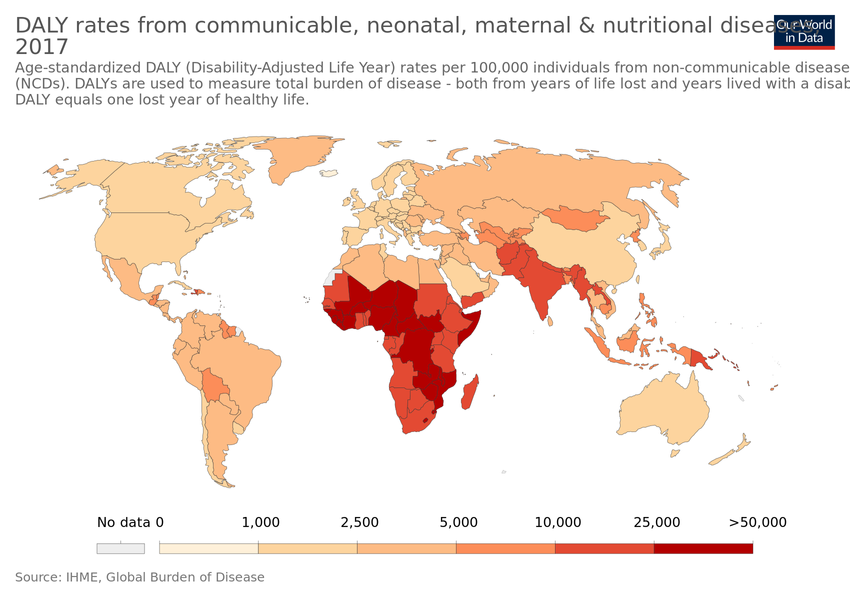 DALY rates from communicable, neonatal, maternal & nutritional diseases,
2017
Our World
in Data
Age-standardized DALY (Disability-Adjusted Life Year) rates per 100,000 individuals from non-communicable disease
(NCDs). DALYs are used to measure total burden of disease - both from years of life lost and years lived with a disab
DALY equals one lost year of healthy life.
No data 0 1,000 2,500 5,000 10,000 25,000 >50,000
Source: IHME, Global Burden of Disease